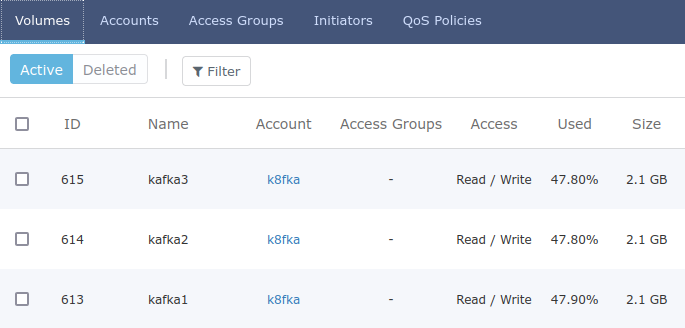 Volumes Accounts Access Groups Initiators QoS Policies
Active Deleted Filter
ID Name Account Access Groups Access Used Size
615 kafka3 k8fka - Read / Write 47.80% 2.1 GB
614 kafka2 k8fka - Read / Write 47.80% 2.1 GB
613 kafka1 k8fka - Read / Write 47.90% 2.1 GB